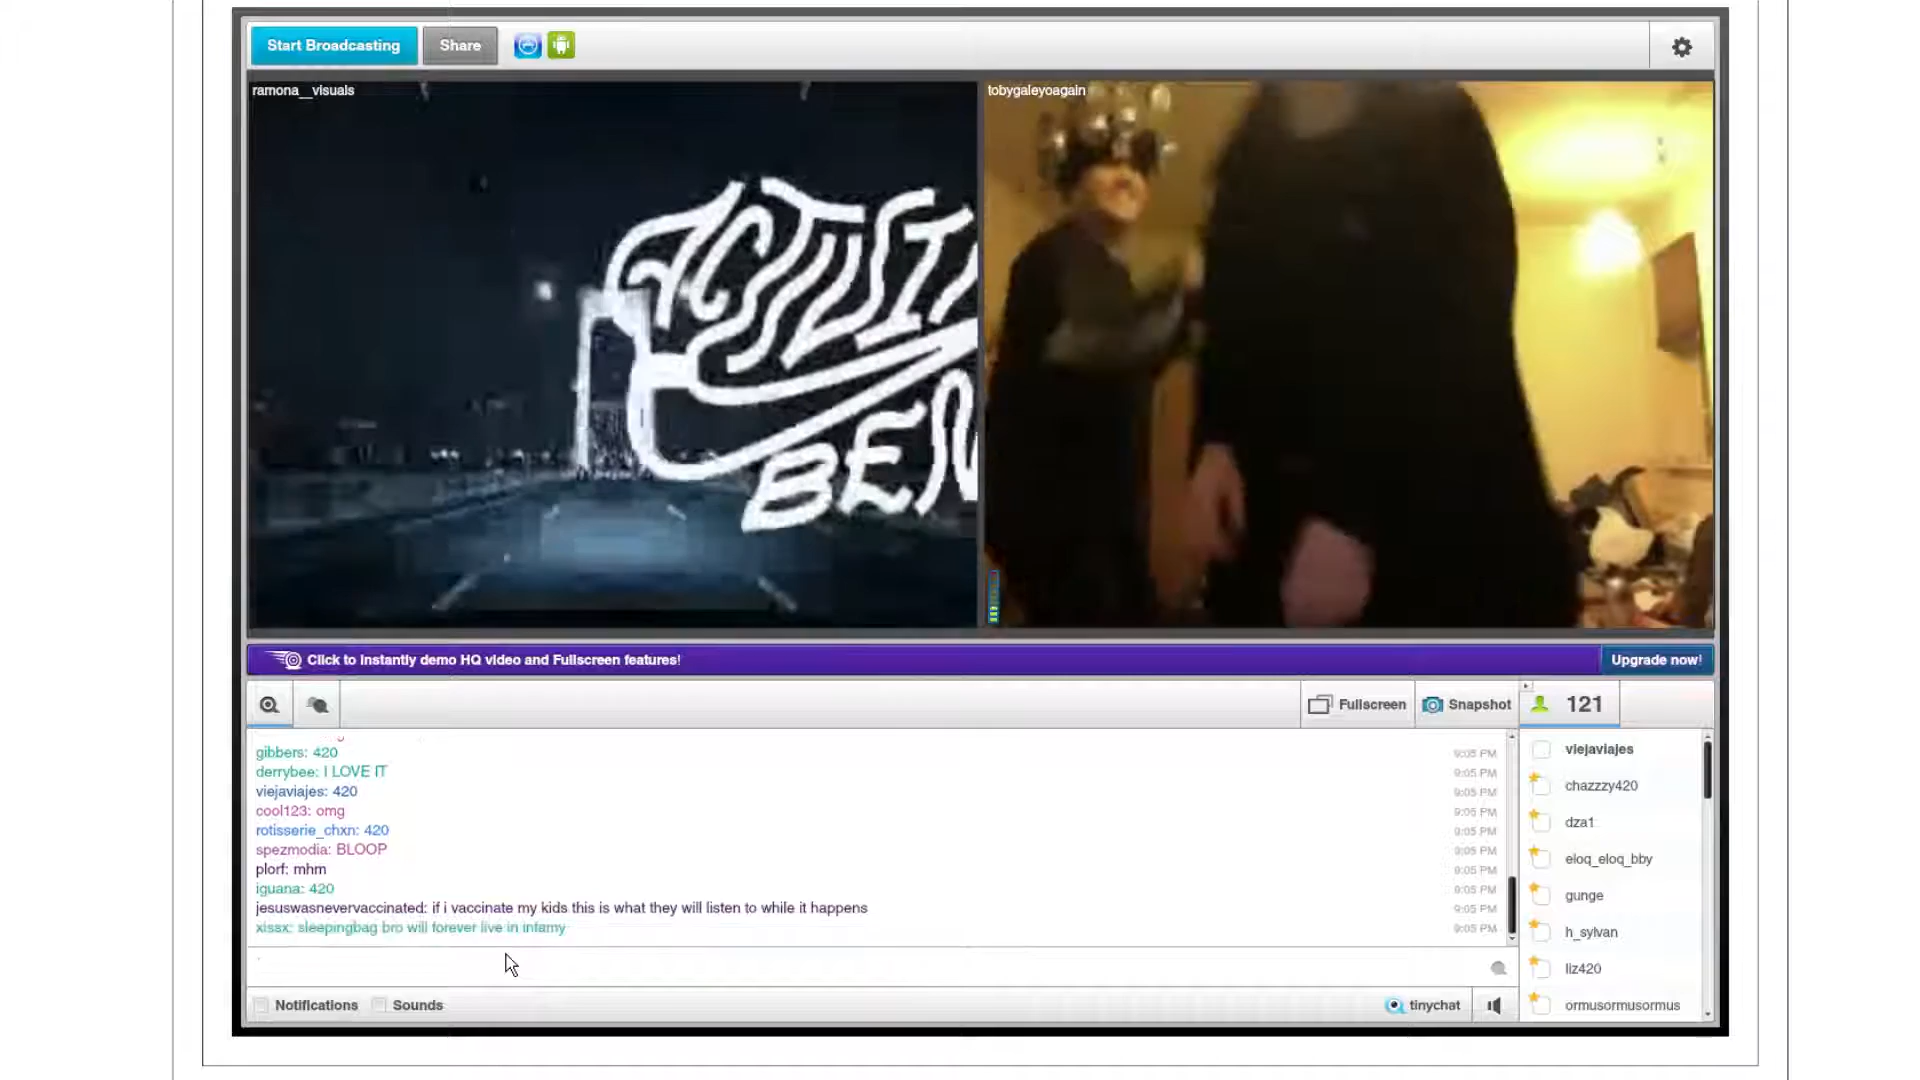 Start Broadcasting
Share
ramona__visuals
tobygaleyoagain
BEN
Click to instantly demo HQ video and Fullscreen features!
Upgrade now!
Fullscreen
Snapshot
121
gibbers: 420
9:05 PM
derrybee: I LOVE IT
9:05 PM
viejaviajes: 420
9:05 PM
cool123: omg
9:05 PM
rotisserie_chxn: 420
9:05 PM
spezmodia: BLOOP
9:05 PM
plorf: mhm
9:05 PM
iguana: 420
9:05 PM
jesuswasnevervaccinated: if i vaccinate my kids this is what they will listen to while it happens
9:05 PM
xissx: sleepingbag bro will forever live in infamy
9:05 PM
viejaviajes
chazzzy420
dza1
eloq_eloq_bby
gunge
h_sylvan
liz420
ormusormusormus
Notifications
Sounds
tinychat